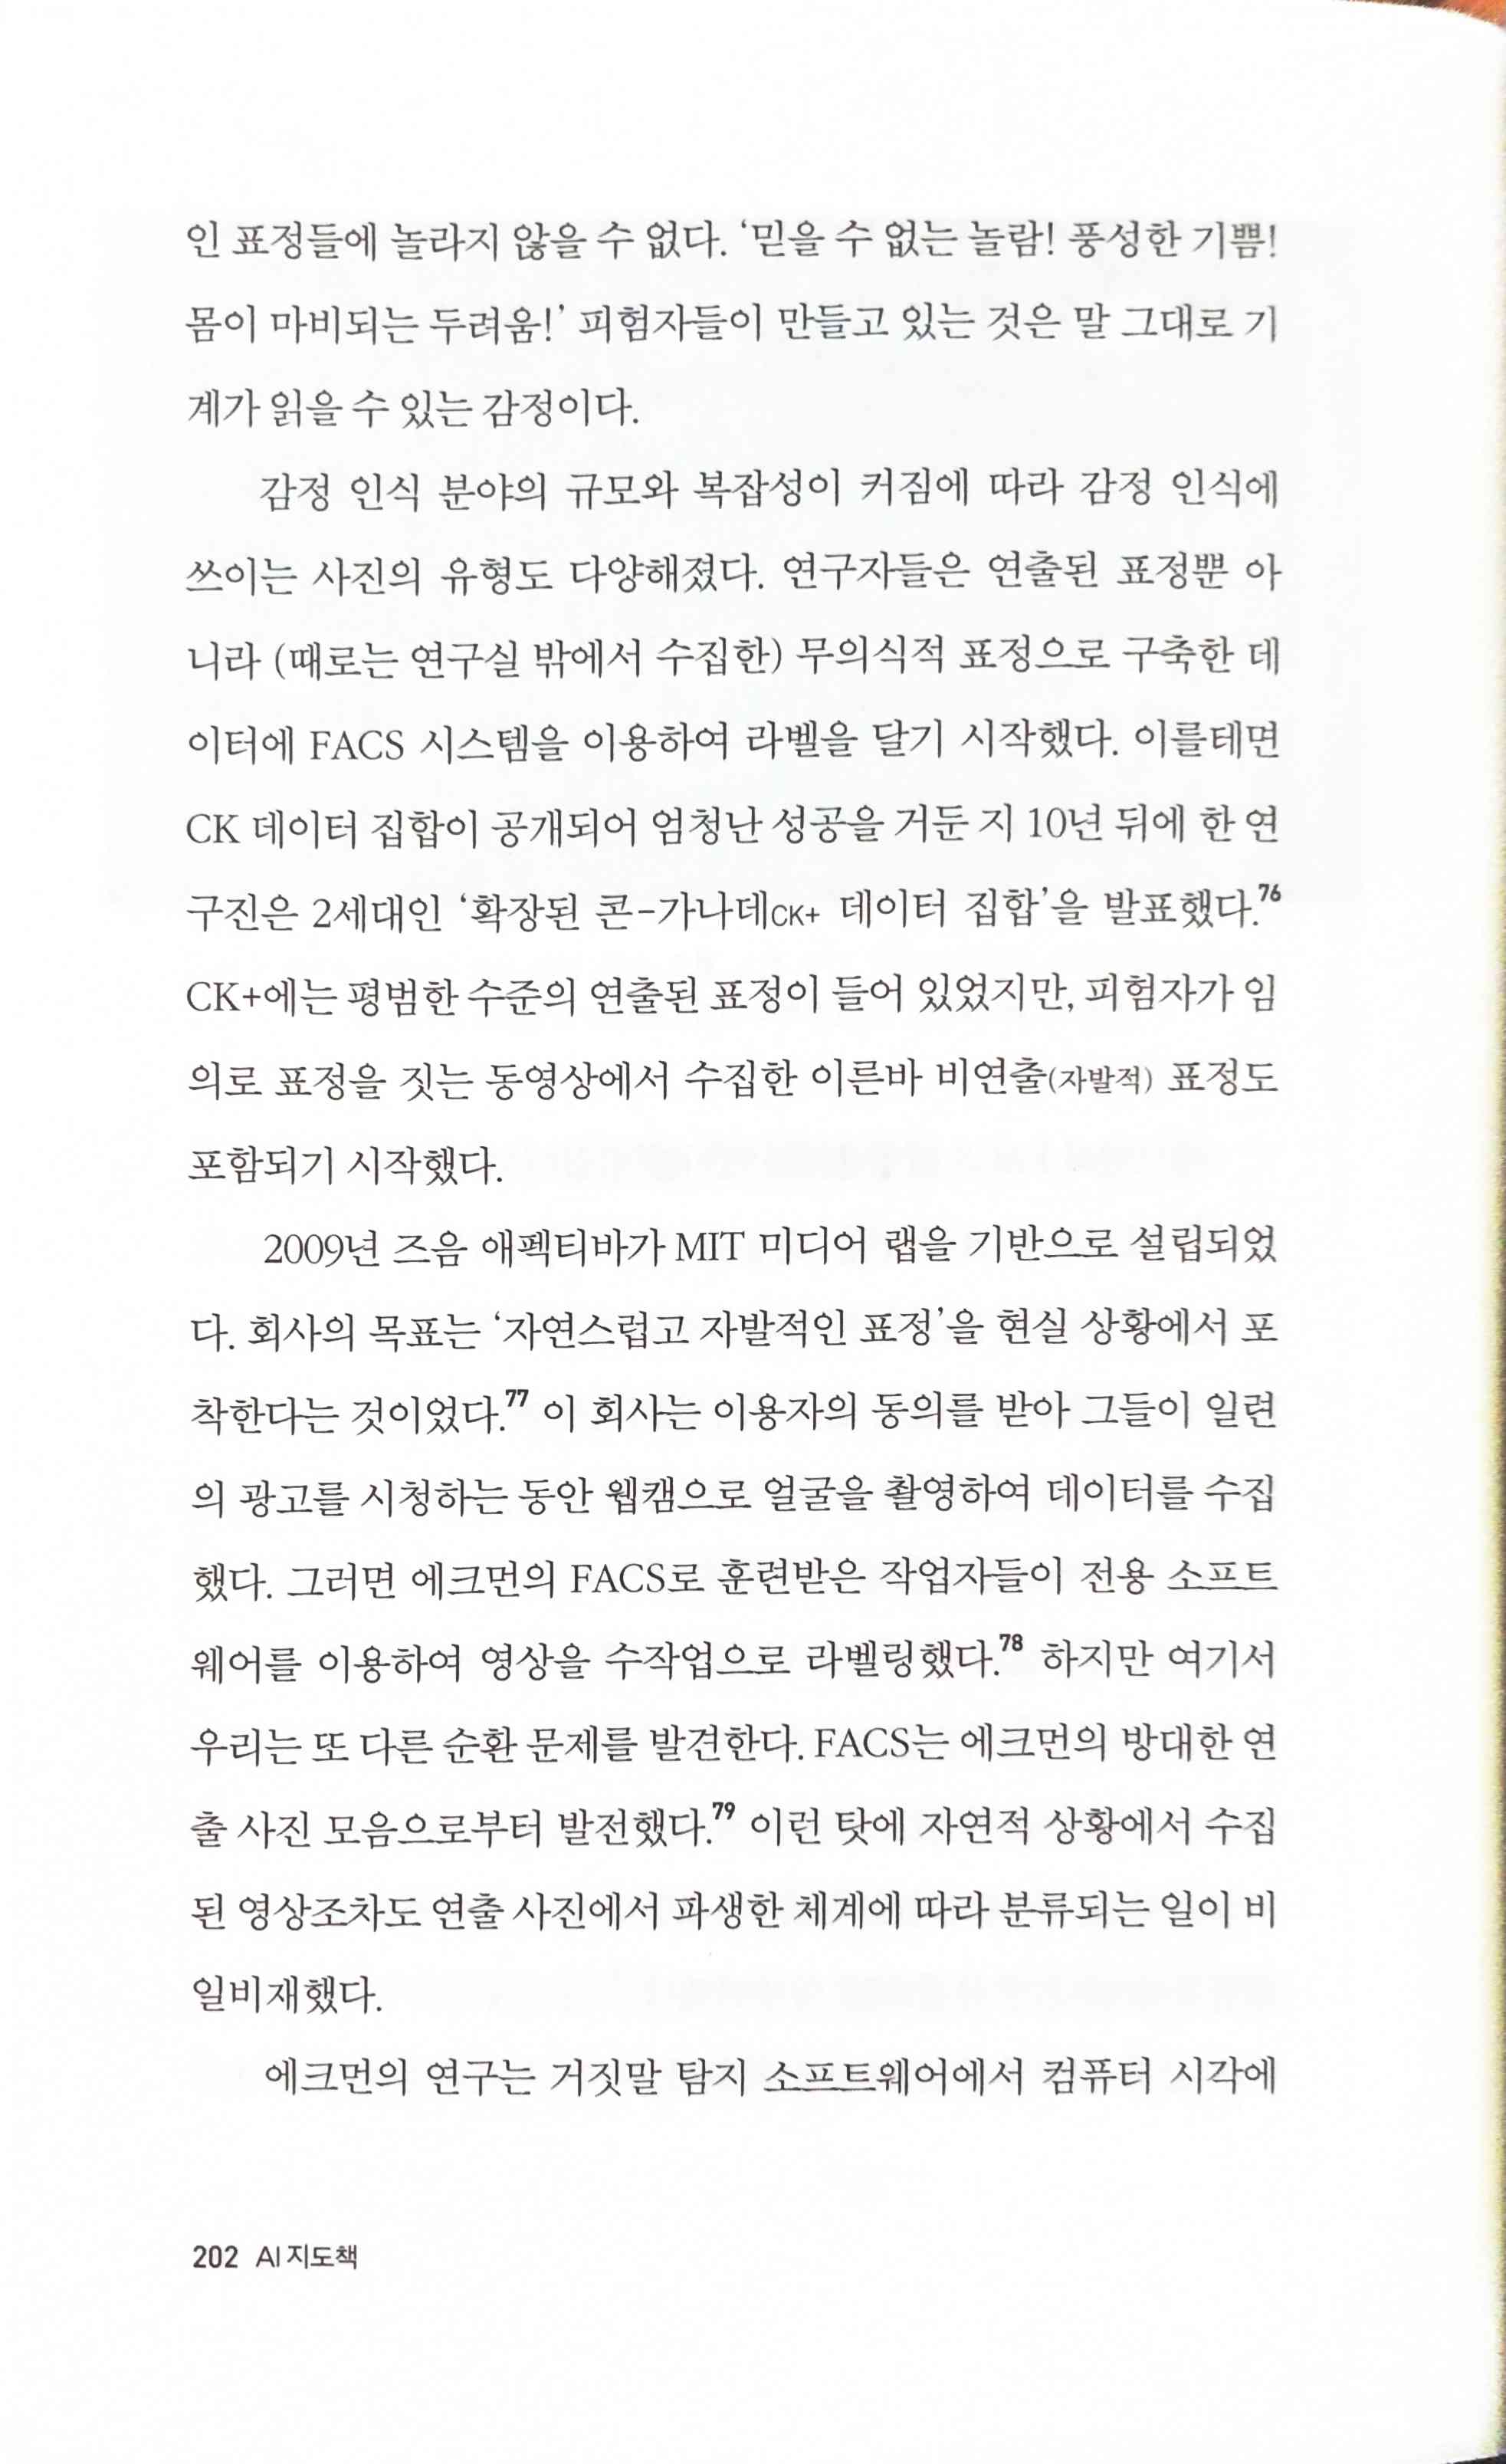 인 표정들에 놀라지 않을 수 없다. ‘믿을 수 없는 놀람! 풍성한 기쁨!
몸이 마비되는 두려움!’ 피험자들이 만들고 있는 것은 말 그대로 기
계가 읽을 수 있는 감정이다.
감정 인식 분야의 규모와 복잡성이 커짐에 따라 감정 인식에
쓰이는 사진의 유형도 다양해졌다. 연구자들은 연출된 표정뿐 아
니라 (때로는 연구실 밖에서 수집한) 무의식적 표정으로 구축한 데
이터에 FACS 시스템을 이용하여 라벨을 달기 시작했다. 이를테면
CK 데이터 집합이 공개되어 엄청난 성공을 거둔 지 10년 뒤에 한 연
구진은 2세대인 ‘확장된 콘-가나데CK+ 데이터 집합’을 발표했다.76
CK+에는 평범한 수준의 연출된 표정이 들어 있었지만, 피험자가 임
의로 표정을 짓는 동영상에서 수집한 이른바 비연출(자발적) 표정도
포함되기 시작했다.
2009년 즈음 애펙티바가 MIT 미디어 랩을 기반으로 설립되었
다. 회사의 목표는 ‘자연스럽고 자발적인 표정’을 현실 상황에서 포
착한다는 것이었다.77 이 회사는 이용자의 동의를 받아 그들이 일련
의 광고를 시청하는 동안 웹캠으로 얼굴을 촬영하여 데이터를 수집
했다. 그러면 에크먼의 FACS로 훈련받은 작업자들이 전용 소프트
웨어를 이용하여 영상을 수작업으로 라벨링했다.78 하지만 여기서
우리는 또 다른 순환 문제를 발견한다. FACS는 에크먼의 방대한 연
출 사진 모음으로부터 발전했다.79 이런 탓에 자연적 상황에서 수집
된 영상조차도 연출 사진에서 파생한 체계에 따라 분류되는 일이 비
일비재했다.
에크먼의 연구는 거짓말 탐지 소프트웨어에서 컴퓨터 시각에
202 AI 지도책